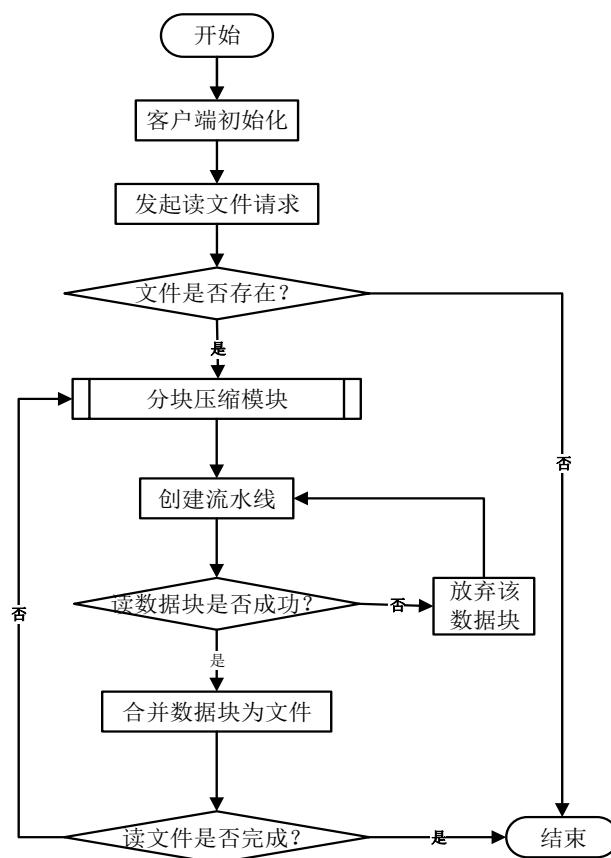 开始
客户端初始化
发起读文件请求
文件是否存在?
是
分块压缩模块
否
创建流水线
否
读数据块是否成功?
否
放弃该
数据块
是
合并数据块为文件
读文件是否完成?
是
结束